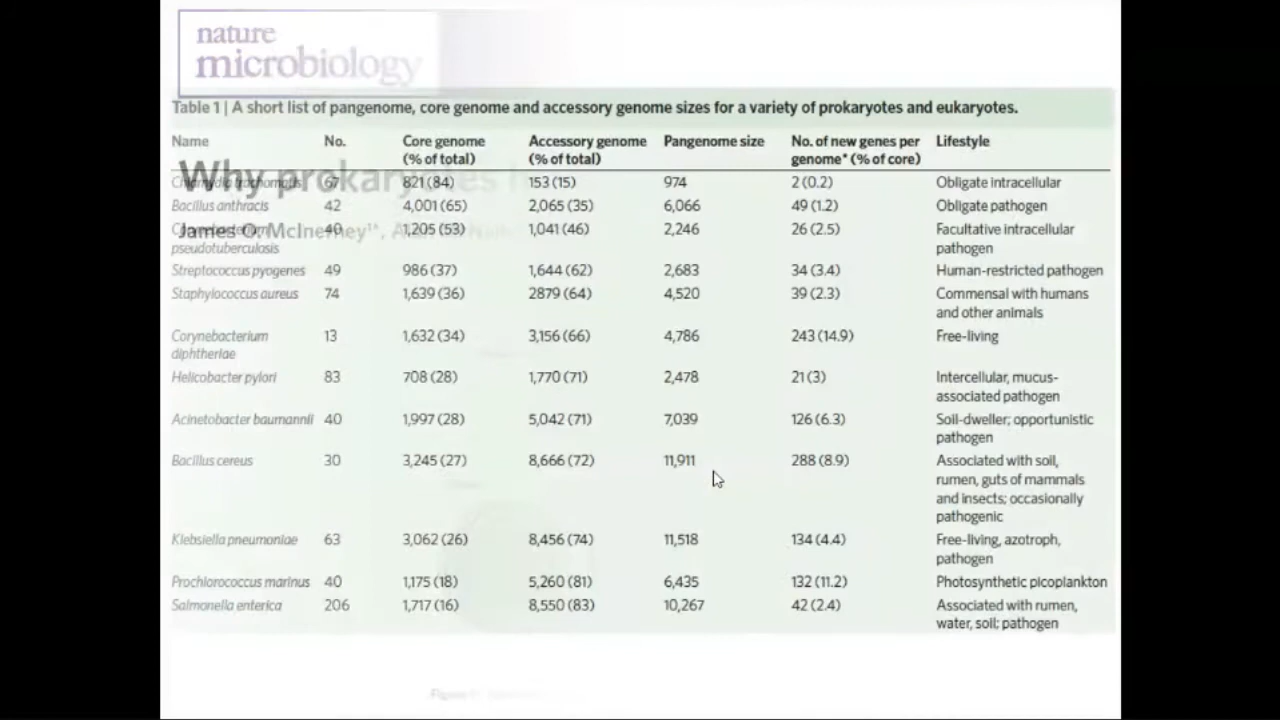 nature
microbiology
Table 1 | A short list of pangenome, core genome and accessory genome sizes for a variety of prokaryotes and eukaryotes.
Name No. Core genome (% of total) Accessory genome (% of total) Pangenome size No. of new genes per genome* (% of core) Lifestyle
Why prokaryotes h
Chlamydia trachomatis 67 821 (84) 153 (15) 974 2 (0.2) Obligate intracellular
Bacillus anthracis 42 4,001 (65) 2,065 (35) 6,066 49 (1.2) Obligate pathogen
James O. McInerney
pseudotuberculosis 40 1,205 (53) 1,041 (46) 2,246 26 (2.5) Facultative intracellular pathogen
Streptococcus pyogenes 49 986 (37) 1,644 (62) 2,683 34 (3.4) Human-restricted pathogen
Staphylococcus aureus 74 1,639 (36) 2879 (64) 4,520 39 (2.3) Commensal with humans and other animals
Corynebacterium diphtheriae 13 1,632 (34) 3,156 (66) 4,786 243 (14.9) Free-living
Helicobacter pylori 83 708 (28) 1,770 (71) 2,478 21 (3) Intercellular, mucus-associated pathogen
Acinetobacter baumannii 40 1,997 (28) 5,042 (71) 7,039 126 (6.3) Soil-dweller; opportunistic pathogen
Bacillus cereus 30 3,245 (27) 8,666 (72) 11,911 288 (8.9) Associated with soil, rumen, guts of mammals and insects; occasionally pathogenic
Klebsiella pneumoniae 63 3,062 (26) 8,456 (74) 11,518 134 (4.4) Free-living, azotroph, pathogen
Prochlorococcus marinus 40 1,175 (18) 5,260 (81) 6,435 132 (11.2) Photosynthetic picoplankton
Salmonella enterica 206 1,717 (16) 8,550 (83) 10,267 42 (2.4) Associated with rumen, water, soil; pathogen